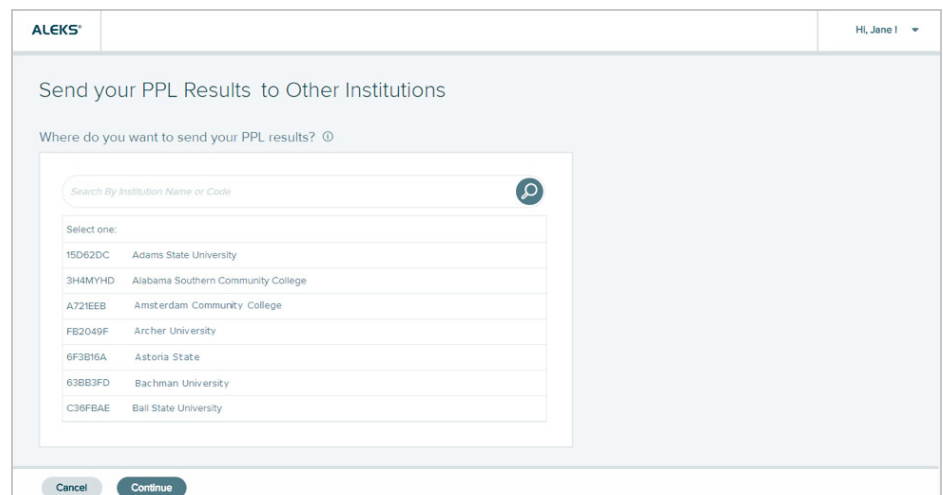 ALEKS®
Hi, Jane I
Send your PPL Results to Other Institutions
Where do you want to send your PPL results?
Search By Institution Name or Code
Select one:
15D62DC Adams State University
3H4MYHD Alabama Southern Community College
A721EEB Amsterdam Community College
FB2049F Archer University
6F3B16A Astoria State
63BB3FD Bachman University
C36FBAE Ball State University
Cancel Continue